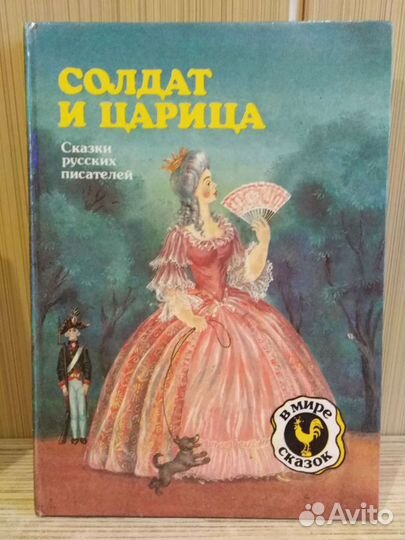 СОЛДАТ
И ЦАРИЦА
Сказки
русских
писателей
в мире
сказок
Avito